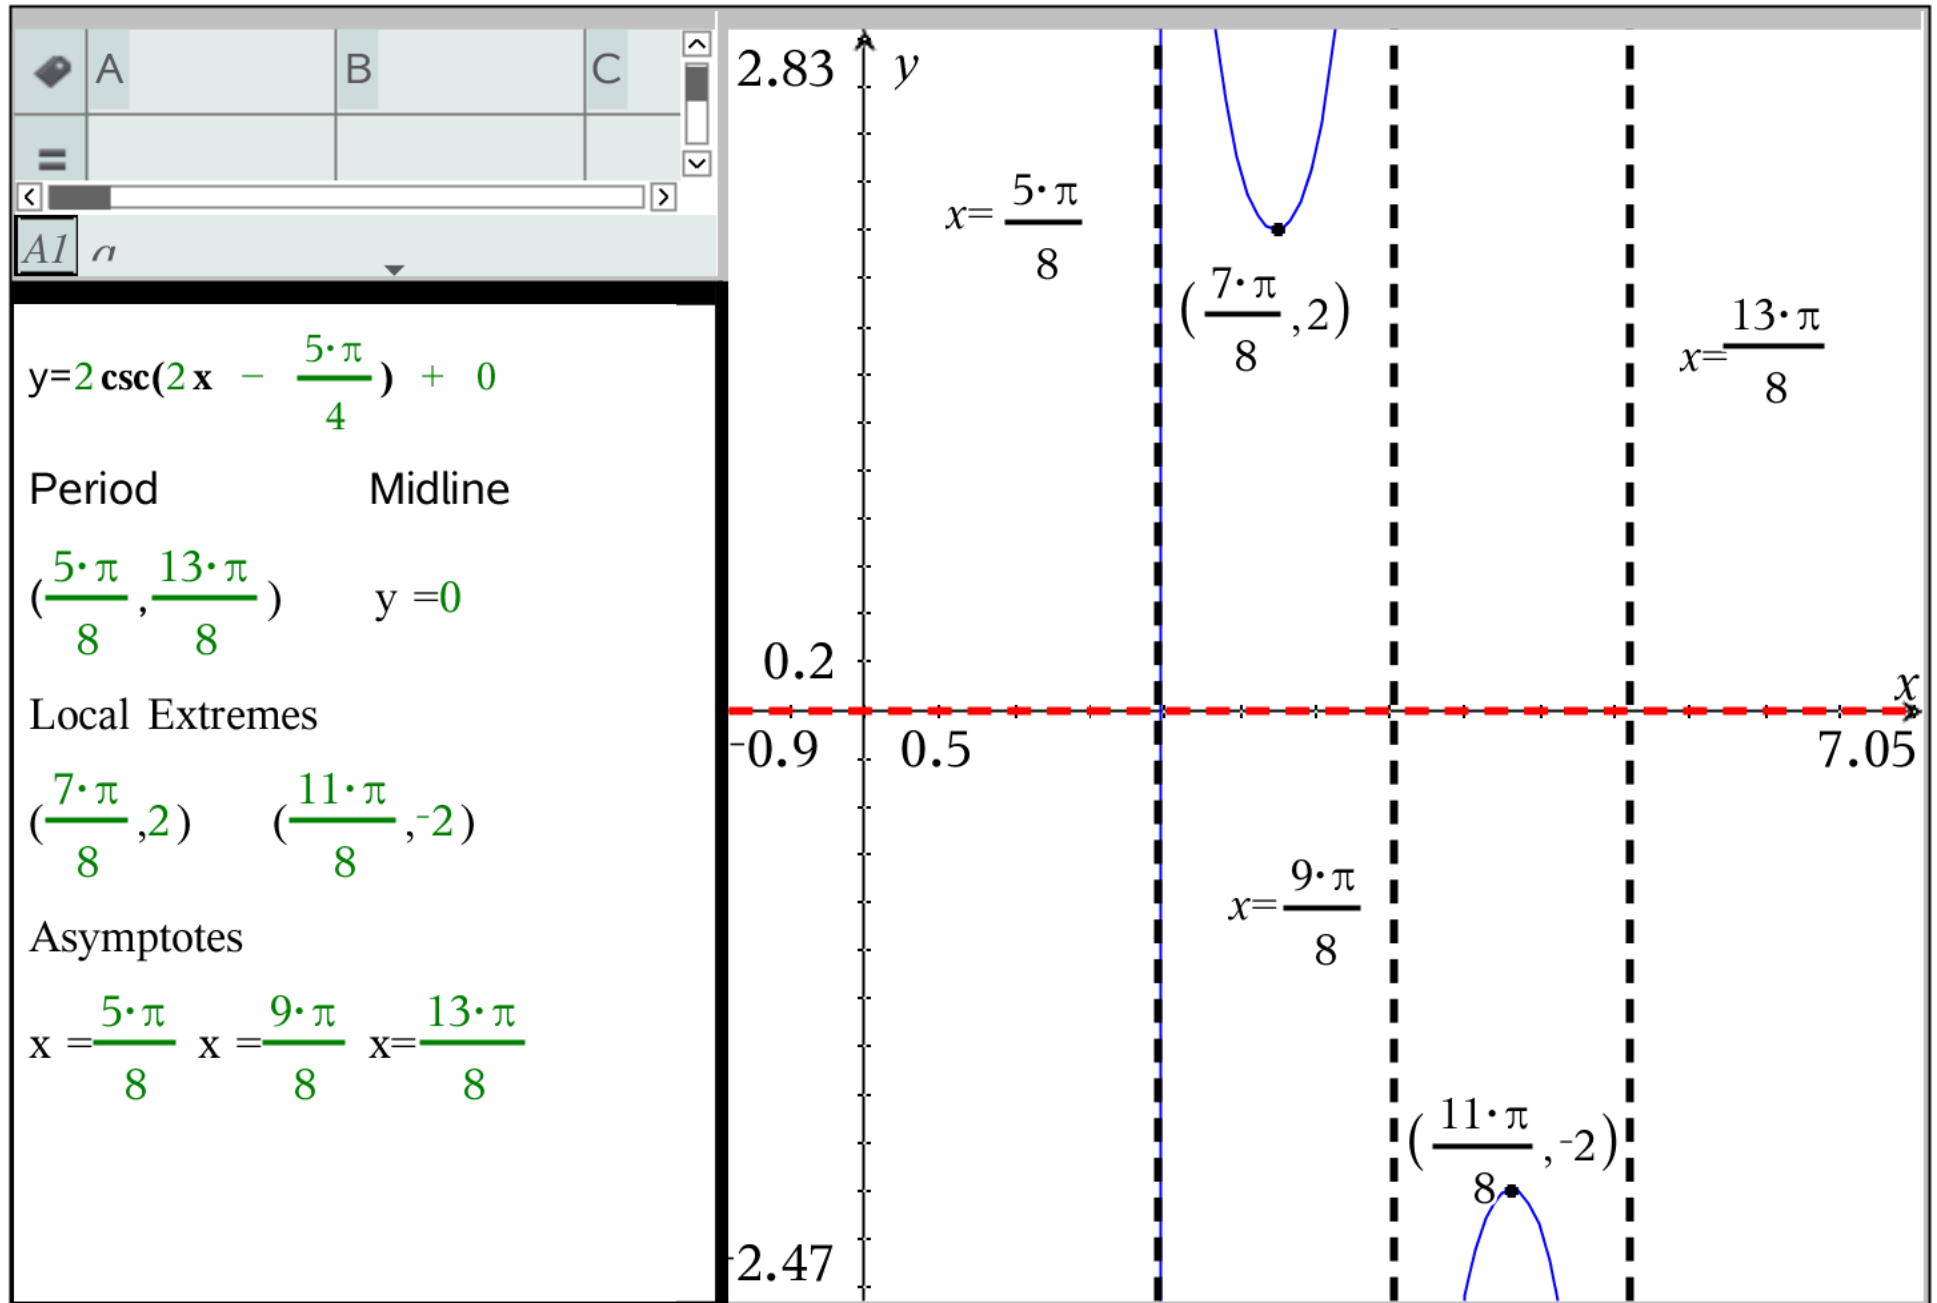 A B C
=
A1 a
y=2 csc(2 x − 5·π/4) + 0
Period Midline
(5·π/8, 13·π/8) y =0
Local Extremes
(7·π/8,2) (11·π/8,-2)
Asymptotes
x =5·π/8 x =9·π/8 x=13·π/8
2.83 y
x=5·π/8
(7·π/8,2)
x=13·π/8
0.2
x
-0.9 0.5 7.05
x=9·π/8
(11·π/8,-2)
-2.47